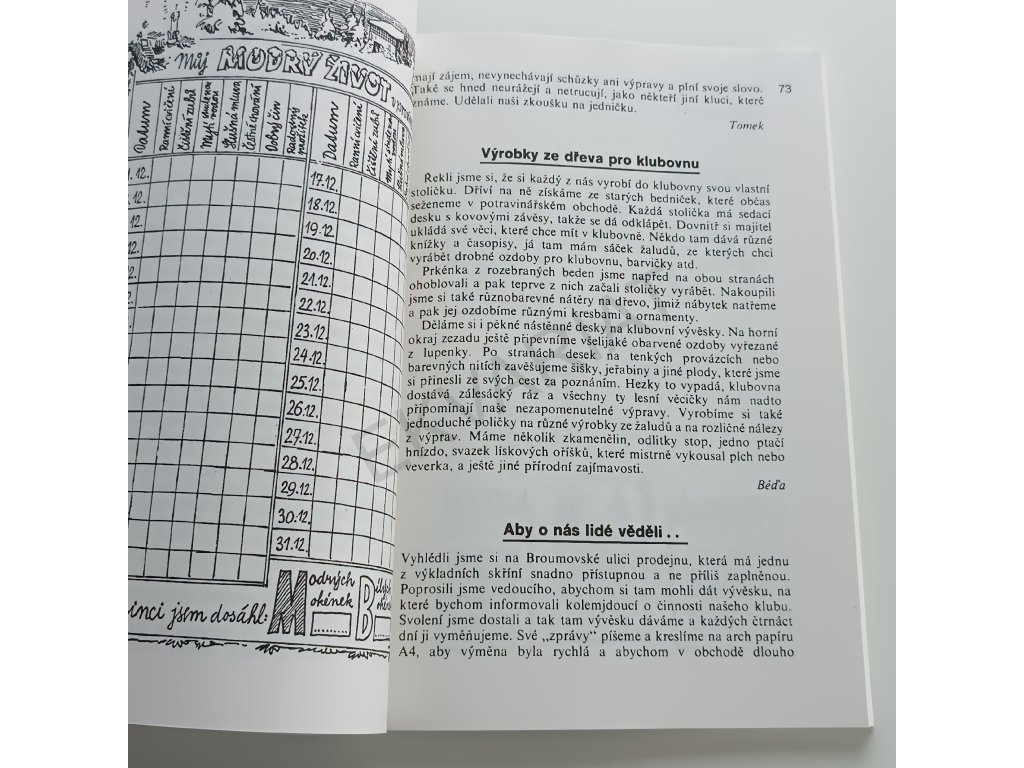 Můj MODRÝ ŽIVOT
Datum
Ranní cvičení
Čištění zubů
Mytí studenou vodou
Slušná mluva
Čestné chování
Dobrý čin
Radostný prožitek
Datum
Ranní cvičení
Čištění zubů
17.12.
18.12.
19.12.
20.12.
21.12.
22.12.
23.12.
24.12.
25.12.
26.12.
27.12.
28.12.
29.12.
30.12.
31.12.
jsem dosáhl:
Modrých okének
73
mají zájem, nevynechávají schůzky ani výpravy a plní svoje slovo.
Také se hned neurážejí a netrucují, jako někteří jiní kluci, které
známe. Udělali naši zkoušku na jedničku.
Tomek
Výrobky ze dřeva pro klubovnu
Řekli jsme si, že si každý z nás vyrobí do klubovny svou vlastní
stoličku. Dříví na ně získáme ze starých bedniček, které občas
seženeme v potravinářském obchodě. Každá stolička má sedací
desku s kovovými závěsy, takže se dá odklápět. Dovnitř si majitel
ukládá své věci, které chce mít v klubovně. Někdo tam dává různé
knížky a časopisy, já tam mám sáček žaludů, ze kterých chci
vyrábět drobné ozdoby pro klubovnu, barvičky atd.
Prkénka z rozebraných beden jsme napřed na obou stranách
ohoblovali a pak teprve z nich začali stoličky vyrábět. Nakoupili
jsme si také různobarevné nátěry na dřevo, jimiž nábytek natřeme
a pak jej ozdobíme různými kresbami a ornamenty.
Děláme si i pěkné nástěnné desky na klubovní vývěsky. Na horní
okraj zezadu ještě připevníme všelijaké obarvené ozdoby vyřezané
z lupenky. Po stranách desek na tenkých provázcích nebo
barevných nitích zavěšujeme šišky, jeřabiny a jiné plody, které jsme
si přinesli ze svých cest za poznáním. Hezky to vypadá, klubovna
dostává zálesácký ráz a všechny ty lesní věcičky nám nadto
připomínají naše nezapomenutelné výpravy. Vyrobíme si také
jednoduché poličky na různé výrobky ze žaludů a na rozličné nálezy
z výprav. Máme několik zkamenělin, odlitky stop, jedno ptačí
hnízdo, svazek lískových oříšků, které mistrně vykousal plch nebo
veverka, a ještě jiné přírodní zajímavosti.
Béďa
Aby o nás lidé věděli..
Vyhlédli jsme si na Broumovské ulici prodejnu, která má jednu
z výkladních skříní snadno přístupnou a ne příliš zaplněnou.
Poprosili jsme vedoucího, abychom si tam mohli dát vývěsku, na
které bychom informovali kolemjdoucí o činnosti našeho klubu.
Svolení jsme dostali a tak tam vývěsku dáváme a každých čtrnáct
dní ji vyměňujeme. Své „zprávy“ píšeme a kreslíme na arch papíru
A4, aby výměna byla rychlá a abychom v obchodě dlouho